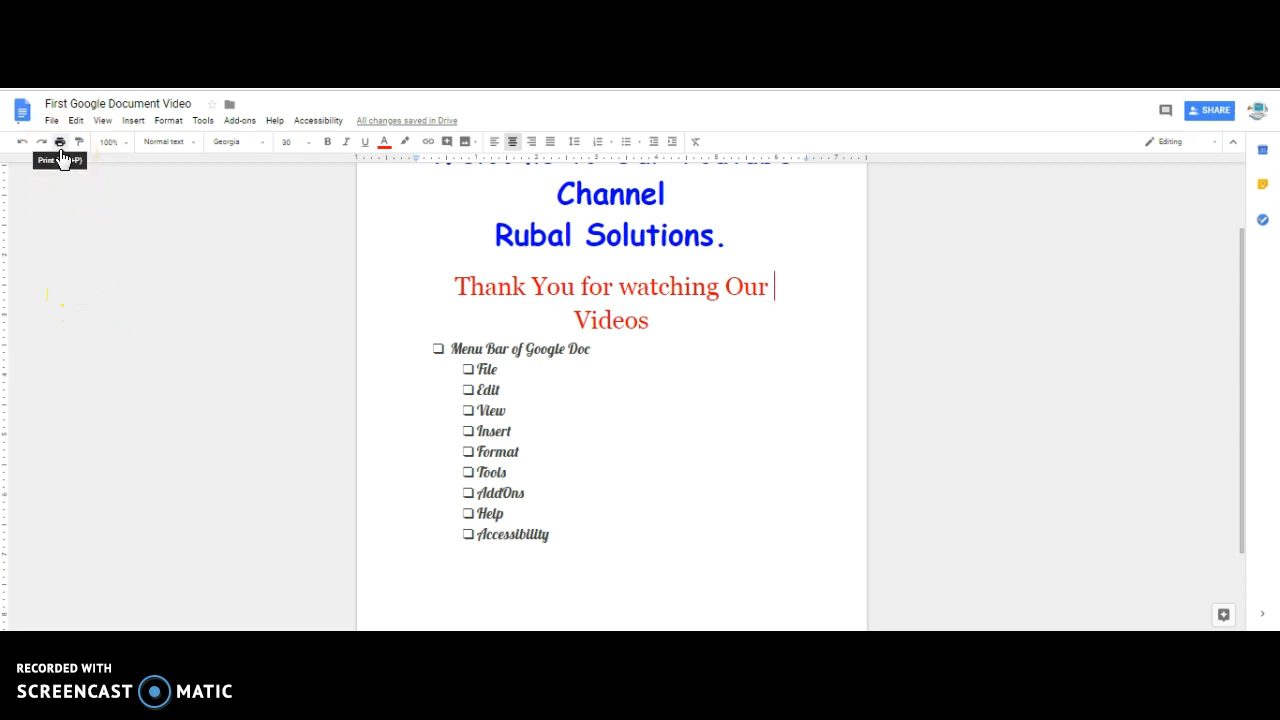 First Google Document Video
File Edit View Insert Format Tools Add-ons Help Accessibility All changes saved in Drive
SHARE
100% Normal text Georgia 30 Editing
Print
Channel
Rubal Solutions.
Thank You for watching Our
Videos
Menu Bar of Google Doc
File
Edit
View
Insert
Format
Tools
AddOns
Help
Accessibility
RECORDED WITH
SCREENCAST MATIC